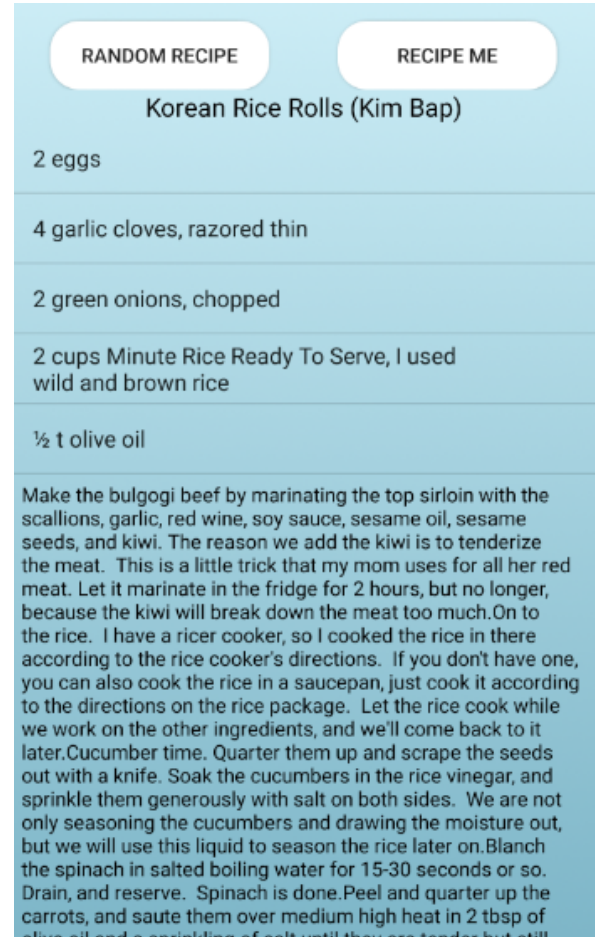 RANDOM RECIPE RECIPE ME
Korean Rice Rolls (Kim Bap)
2 eggs
4 garlic cloves, razored thin
2 green onions, chopped
2 cups Minute Rice Ready To Serve, I used
wild and brown rice
½ t olive oil
Make the bulgogi beef by marinating the top sirloin with the
scallions, garlic, red wine, soy sauce, sesame oil, sesame
seeds, and kiwi. The reason we add the kiwi is to tenderize
the meat.  This is a little trick that my mom uses for all her red
meat. Let it marinate in the fridge for 2 hours, but no longer,
because the kiwi will break down the meat too much.On to
the rice.  I have a ricer cooker, so I cooked the rice in there
according to the rice cooker's directions.  If you don't have one,
you can also cook the rice in a saucepan, just cook it according
to the directions on the rice package.  Let the rice cook while
we work on the other ingredients, and we'll come back to it
later.Cucumber time. Quarter them up and scrape the seeds
out with a knife. Soak the cucumbers in the rice vinegar, and
sprinkle them generously with salt on both sides.  We are not
only seasoning the cucumbers and drawing the moisture out,
but we will use this liquid to season the rice later on.Blanch
the spinach in salted boiling water for 15-30 seconds or so.
Drain, and reserve.  Spinach is done.Peel and quarter up the
carrots, and saute them over medium high heat in 2 tbsp of
olive oil and a sprinkling of salt until they are tender but still